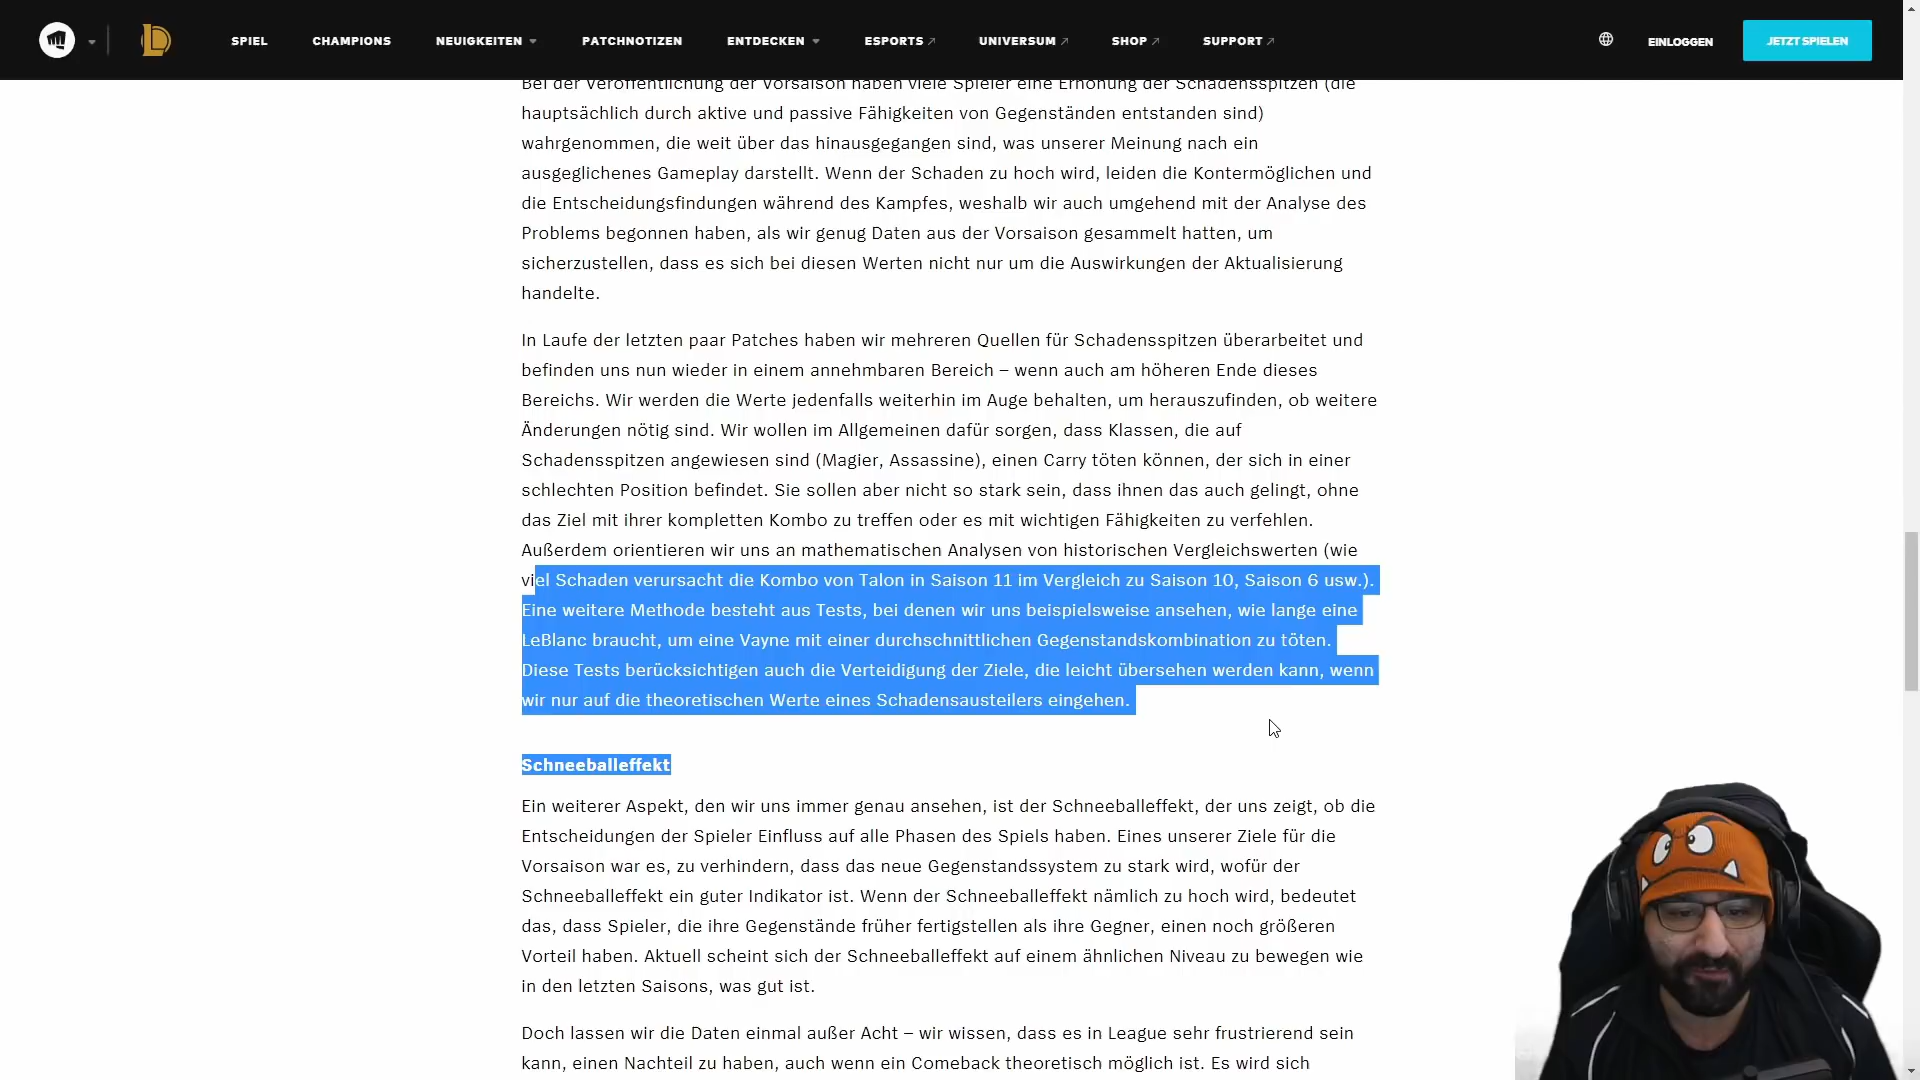 SPIEL CHAMPIONS NEUIGKEITEN PATCHNOTIZEN ENTDECKEN ESPORTS UNIVERSUM SHOP SUPPORT EINLOGGEN JETZT SPIELEN
Bei der Veröffentlichung der Vorsaison haben viele Spieler eine Erhöhung der Schadensspitzen (die
hauptsächlich durch aktive und passive Fähigkeiten von Gegenständen entstanden sind)
wahrgenommen, die weit über das hinausgegangen sind, was unserer Meinung nach ein
ausgeglichenes Gameplay darstellt. Wenn der Schaden zu hoch wird, leiden die Kontermöglichen und
die Entscheidungsfindungen während des Kampfes, weshalb wir auch umgehend mit der Analyse des
Problems begonnen haben, als wir genug Daten aus der Vorsaison gesammelt hatten, um
sicherzustellen, dass es sich bei diesen Werten nicht nur um die Auswirkungen der Aktualisierung
handelte.
In Laufe der letzten paar Patches haben wir mehreren Quellen für Schadensspitzen überarbeitet und
befinden uns nun wieder in einem annehmbaren Bereich – wenn auch am höheren Ende dieses
Bereichs. Wir werden die Werte jedenfalls weiterhin im Auge behalten, um herauszufinden, ob weitere
Änderungen nötig sind. Wir wollen im Allgemeinen dafür sorgen, dass Klassen, die auf
Schadensspitzen angewiesen sind (Magier, Assassine), einen Carry töten können, der sich in einer
schlechten Position befindet. Sie sollen aber nicht so stark sein, dass ihnen das auch gelingt, ohne
das Ziel mit ihrer kompletten Kombo zu treffen oder es mit wichtigen Fähigkeiten zu verfehlen.
Außerdem orientieren wir uns an mathematischen Analysen von historischen Vergleichswerten (wie
viel Schaden verursacht die Kombo von Talon in Saison 11 im Vergleich zu Saison 10, Saison 6 usw.).
Eine weitere Methode besteht aus Tests, bei denen wir uns beispielsweise ansehen, wie lange eine
LeBlanc braucht, um eine Vayne mit einer durchschnittlichen Gegenstandskombination zu töten.
Diese Tests berücksichtigen auch die Verteidigung der Ziele, die leicht übersehen werden kann, wenn
wir nur auf die theoretischen Werte eines Schadensausteilers eingehen.
Schneeballeffekt
Ein weiterer Aspekt, den wir uns immer genau ansehen, ist der Schneeballeffekt, der uns zeigt, ob die
Entscheidungen der Spieler Einfluss auf alle Phasen des Spiels haben. Eines unserer Ziele für die
Vorsaison war es, zu verhindern, dass das neue Gegenstandssystem zu stark wird, wofür der
Schneeballeffekt ein guter Indikator ist. Wenn der Schneeballeffekt nämlich zu hoch wird, bedeutet
das, dass Spieler, die ihre Gegenstände früher fertigstellen als ihre Gegner, einen noch größeren
Vorteil haben. Aktuell scheint sich der Schneeballeffekt auf einem ähnlichen Niveau zu bewegen wie
in den letzten Saisons, was gut ist.
Doch lassen wir die Daten einmal außer Acht – wir wissen, dass es in League sehr frustrierend sein
kann, einen Nachteil zu haben, auch wenn ein Comeback theoretisch möglich ist. Es wird sich